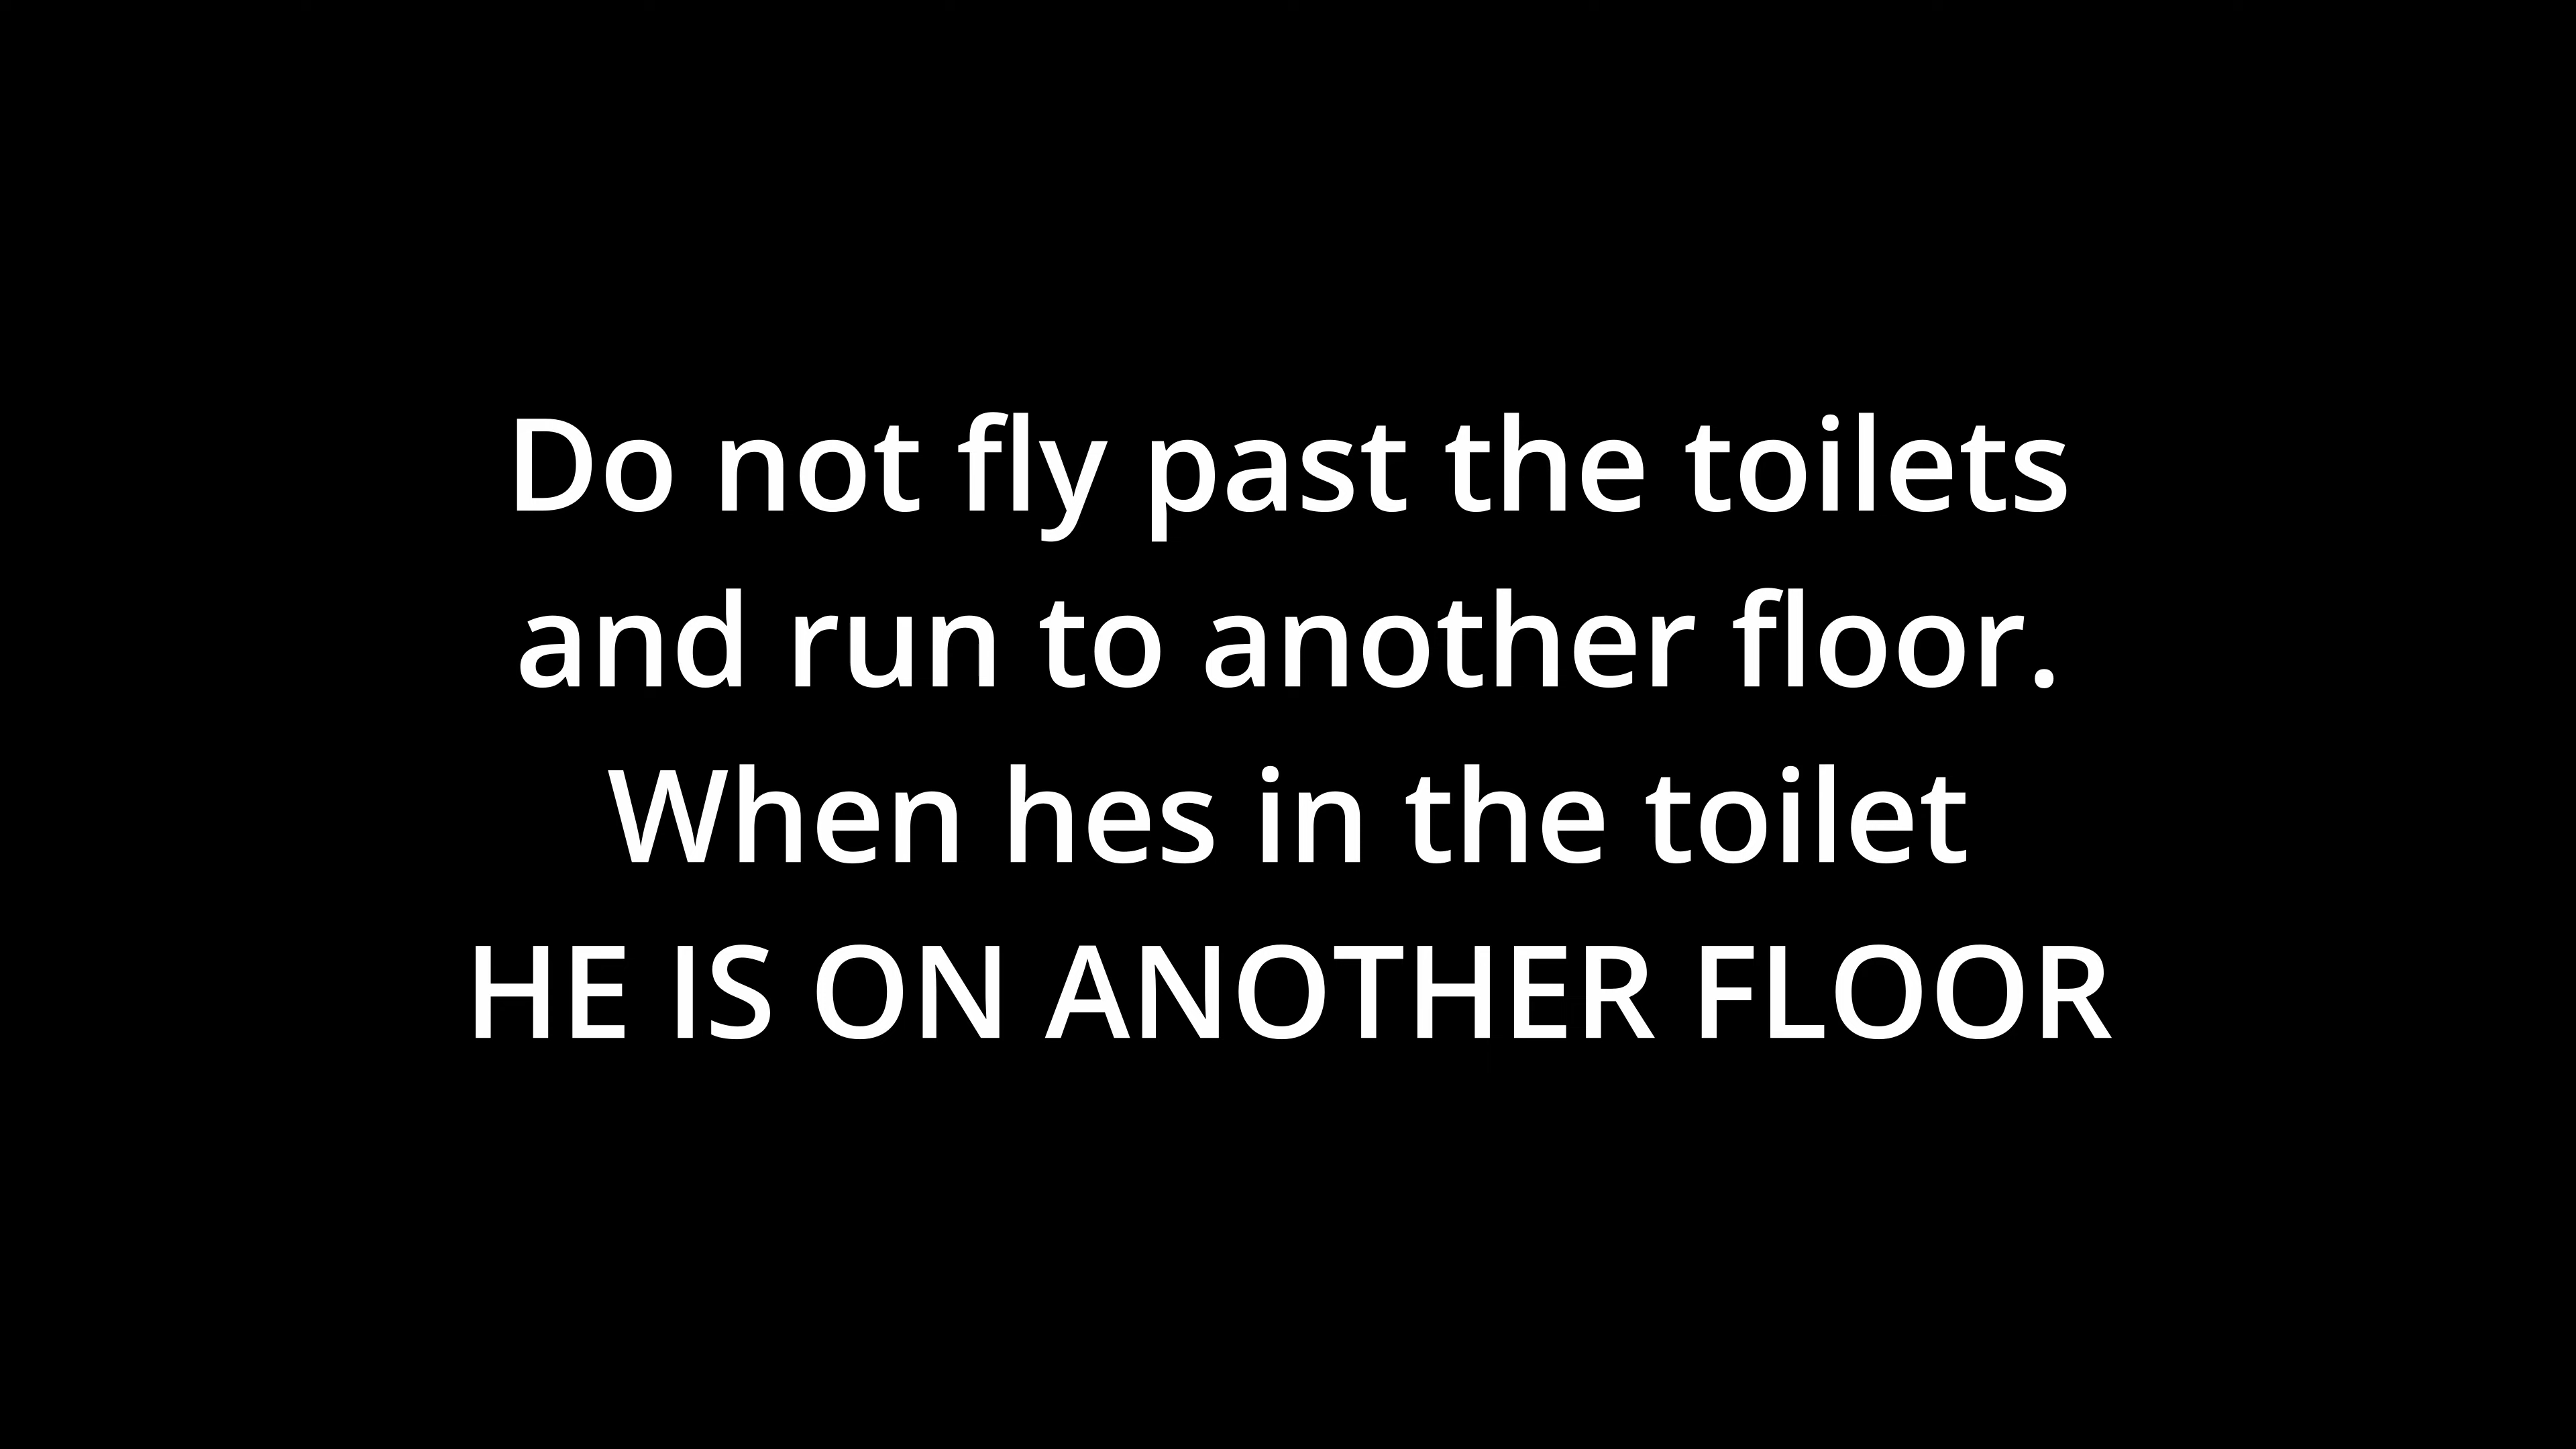 Do not fly past the toilets
and run to another floor.
When hes in the toilet
HE IS ON ANOTHER FLOOR